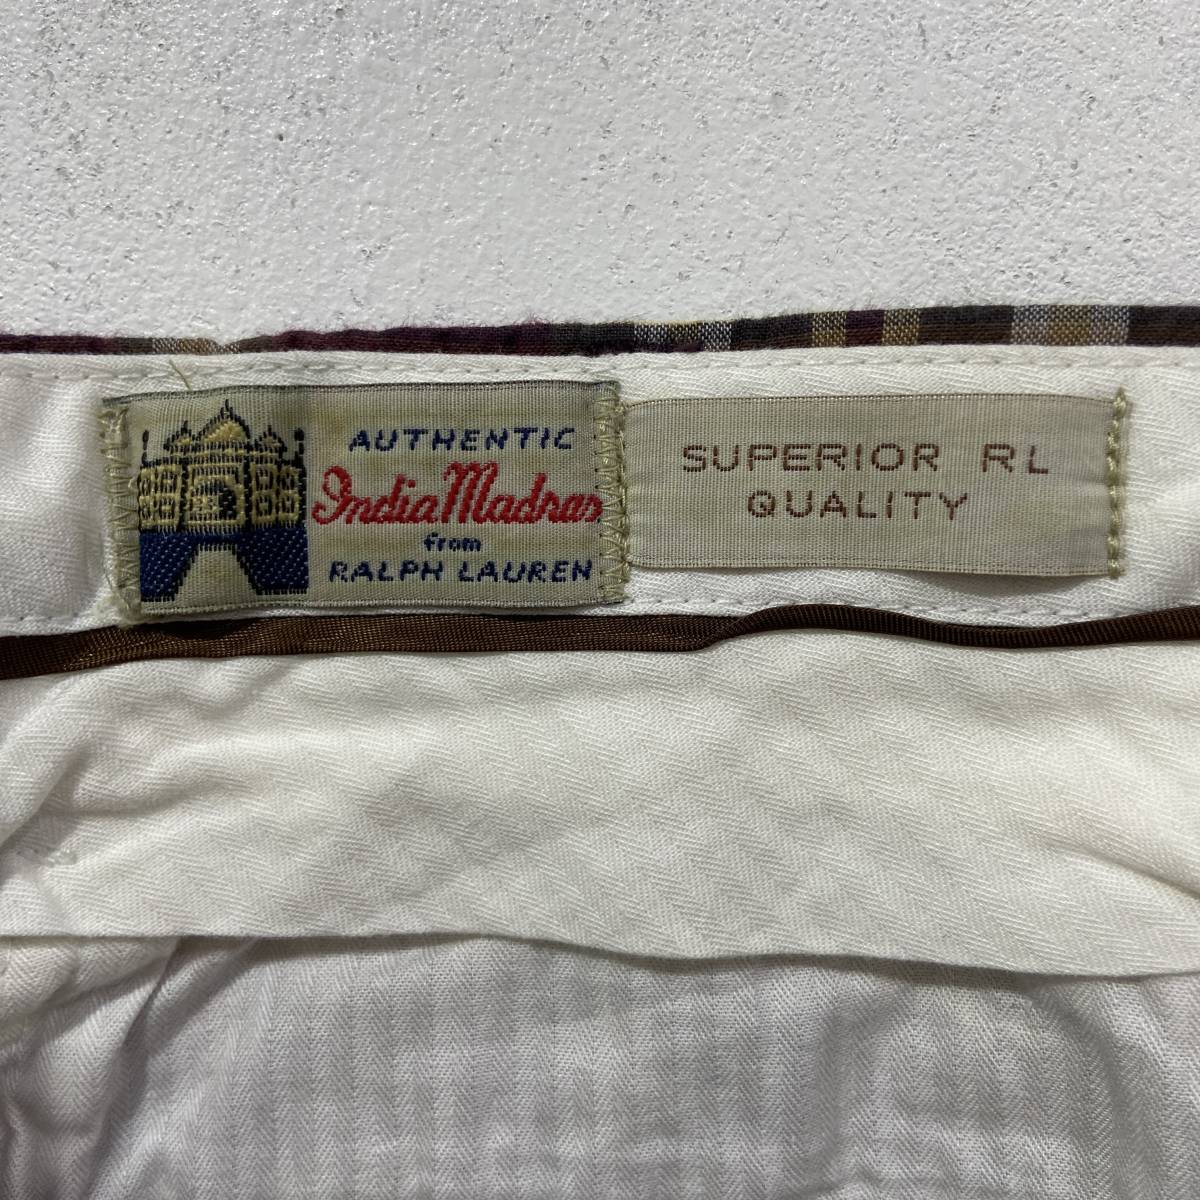 AUTHENTIC
India Madras
from
RALPH LAUREN
SUPERIOR RL
QUALITY